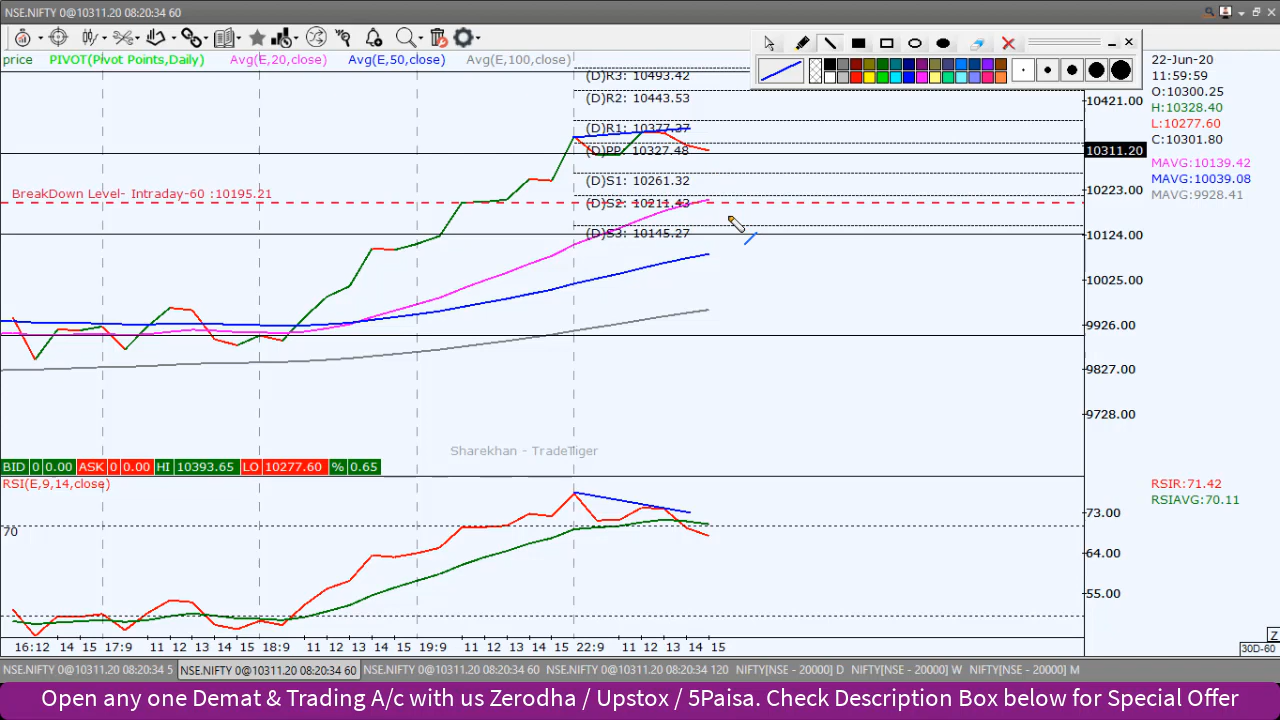 NSE.NIFTY 0@10311.20 08:20:34 60
price PIVOT(Pivot Points,Daily) Avg(E,20,close) Avg(E,50,close) Avg(E,100,close)
22-Jun-20
11:59:59
O:10300.25
H:10328.40
L:10277.60
C:10301.80
MAVG:10139.42
MAVG:10039.08
MAVG:9928.41
(D)R3: 10493.42
(D)R2: 10443.53
(D)R1: 10377.37
(D)PP: 10327.48
(D)S1: 10261.32
(D)S2: 10211.43
(D)S3: 10145.27
BreakDown Level- Intraday-60 :10195.21
10421.00
10311.20
10223.00
10124.00
10025.00
9926.00
9827.00
9728.00
Sharekhan - TradeTiger
BID 0 0.00 ASK 0 0.00 HI 10393.65 LO 10277.60 % 0.65
RSI(E,9,14,close)
RSIR:71.42
RSIAVG:70.11
70
73.00
64.00
55.00
16:12 14 15 17:9 11 12 13 14 15 18:9 11 12 13 14 15 19:9 11 12 13 14 15 22:9 11 12 13 14 15
Z
30D-60
NSE.NIFTY 0@10311.20 08:20:34 5 NSE.NIFTY 0@10311.20 08:20:34 60 NSE.NIFTY 0@10311.20 08:20:34 60 NSE.NIFTY 0@10311.20 08:20:34 120 NIFTY[NSE - 20000] D NIFTY[NSE - 20000] W NIFTY[NSE - 20000] M
Open any one Demat & Trading A/c with us Zerodha / Upstox / 5Paisa. Check Description Box below for Special Offer